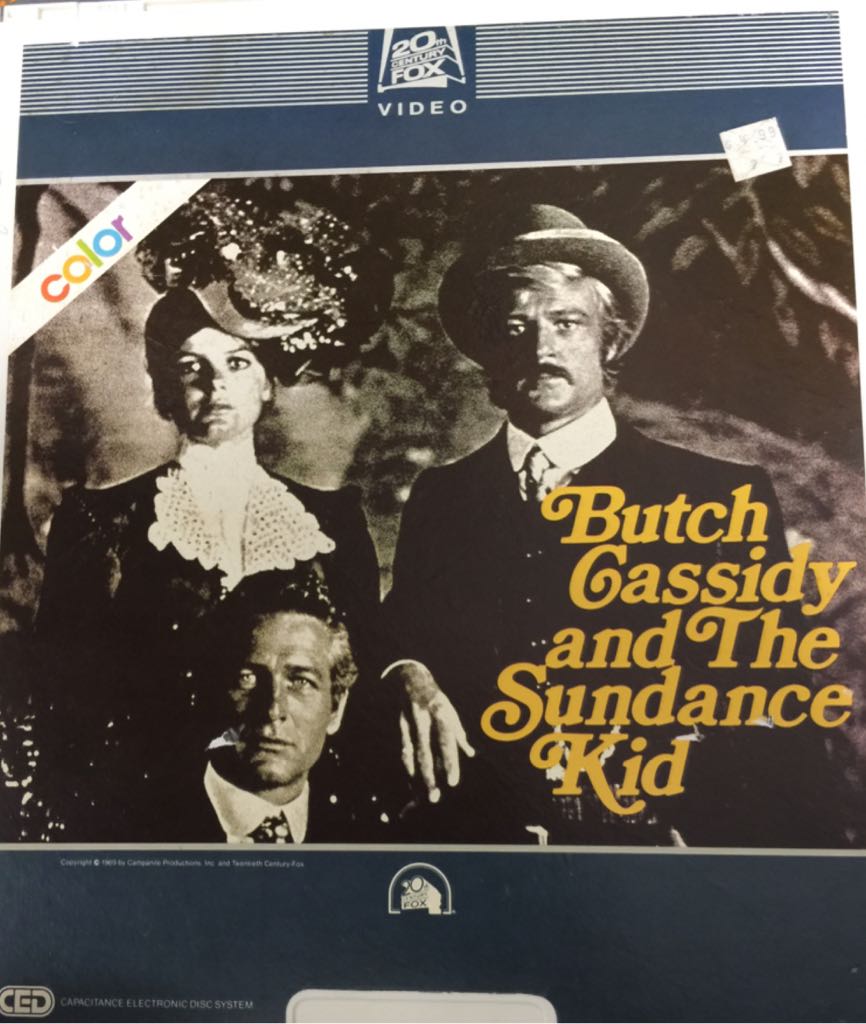 20th
CENTURY
FOX
VIDEO
color
Butch
Cassidy
and The
Sundance
Kid
Copyright © 1969 by Campanile Productions, Inc. and Twentieth Century-Fox
20th
CENTURY
FOX
CED CAPACITANCE ELECTRONIC DISC SYSTEM